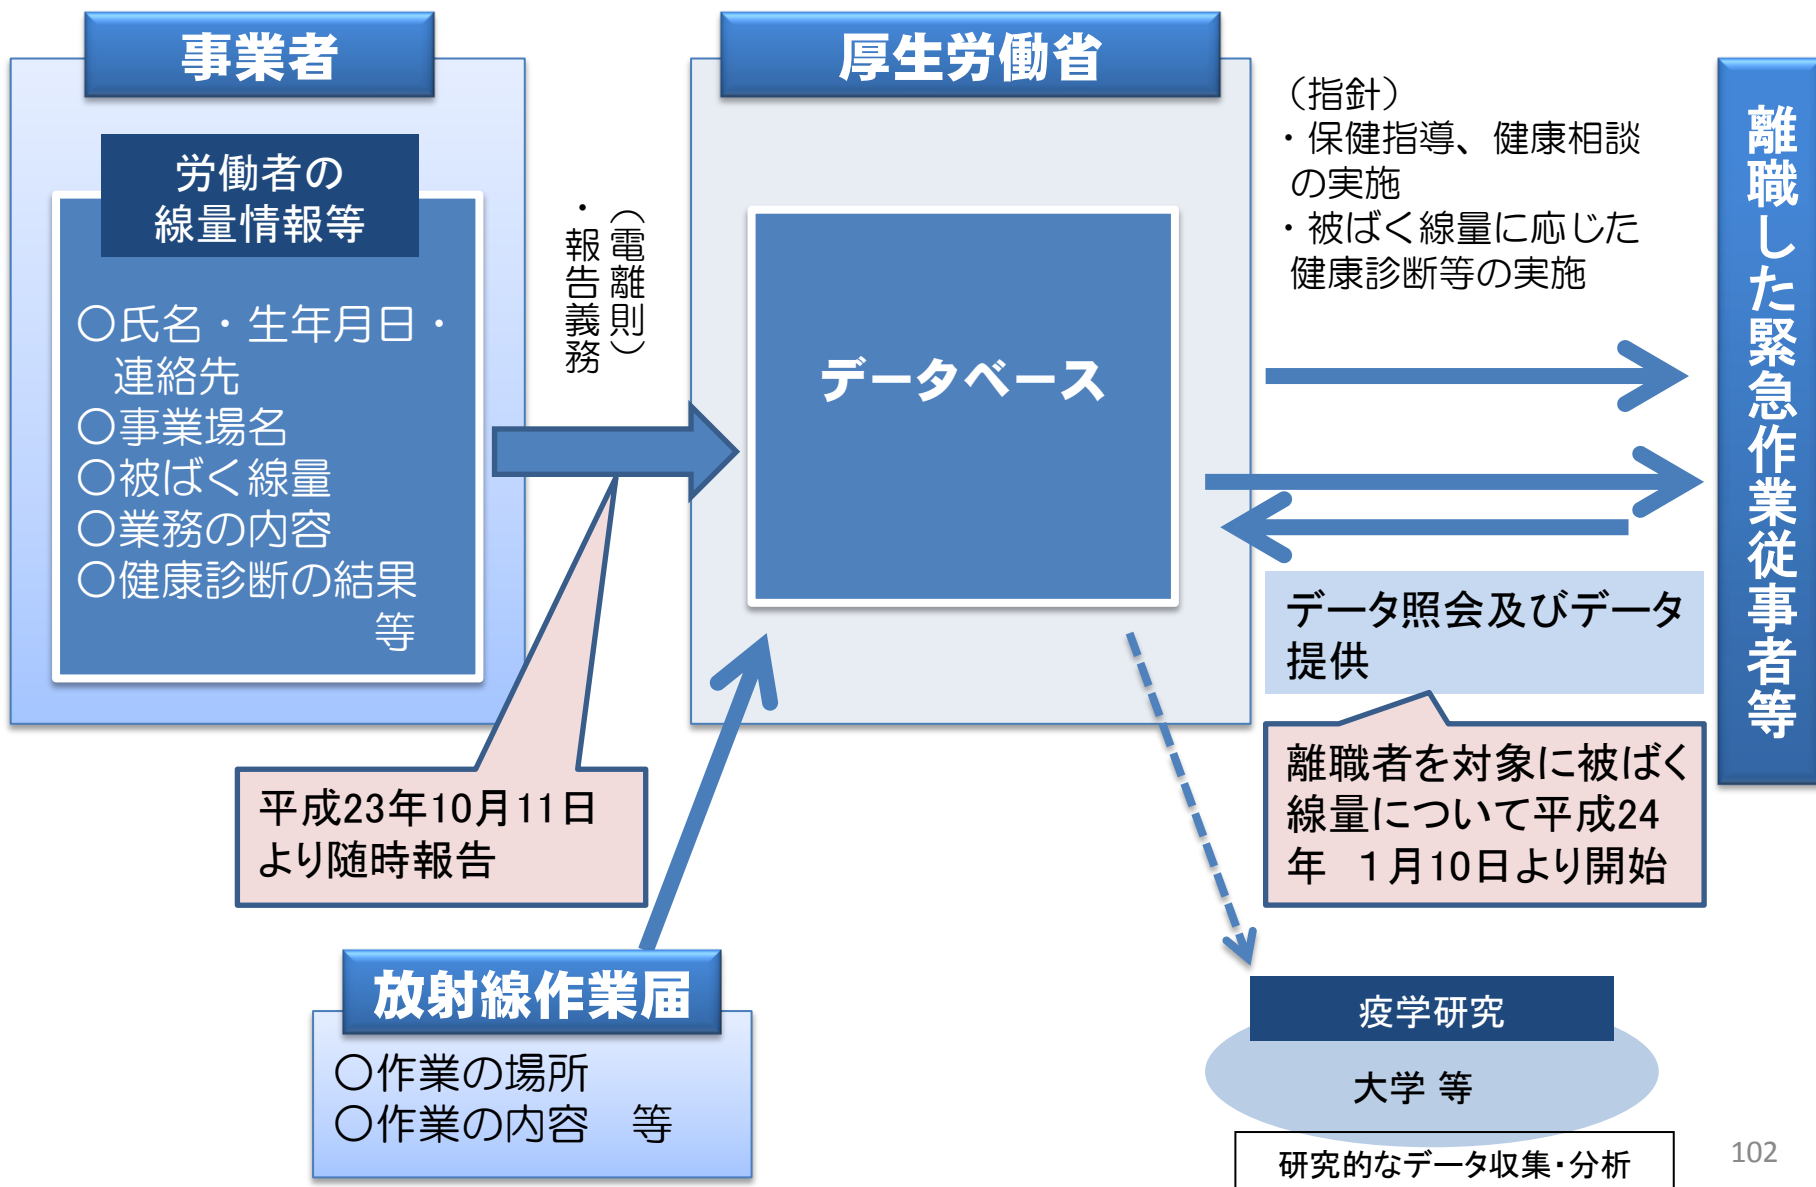 事業者
労働者の
線量情報等
〇氏名・生年月日・
連絡先
〇事業場名
〇被ばく線量
〇業務の内容
〇健康診断の結果
等
（電離則）
・報告義務
平成23年10月11日
より随時報告
放射線作業届
〇作業の場所
〇作業の内容　等
厚生労働省
データベース
（指針）
・保健指導、健康相談
の実施
・被ばく線量に応じた
健康診断等の実施
データ照会及びデータ
提供
離職者を対象に被ばく
線量について平成24
年　1月10日より開始
離職した緊急作業従事者等
疫学研究
大学 等
研究的なデータ収集・分析
102